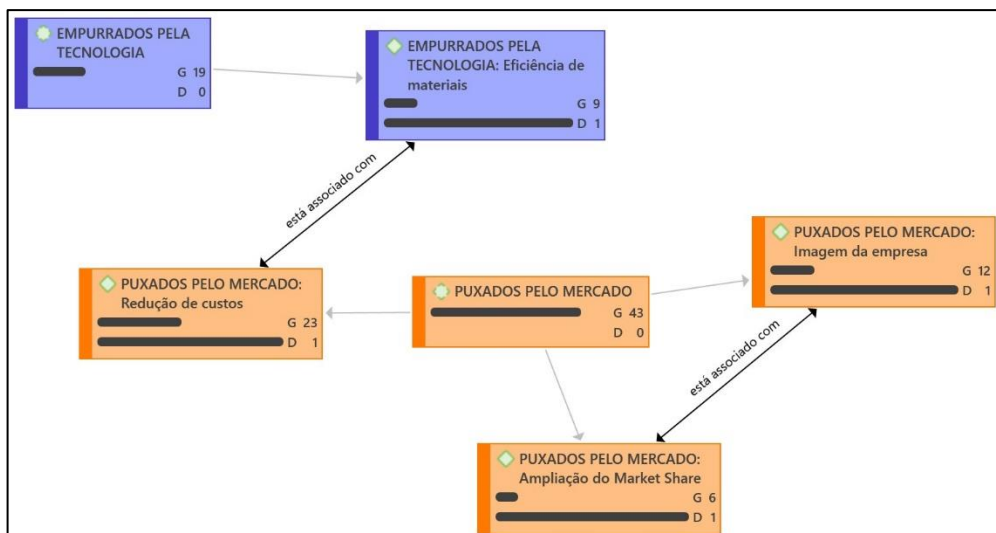 EMPURRADOS PELA
TECNOLOGIA
G 19
D 0
EMPURRADOS PELA
TECNOLOGIA: Eficiência de
materiais
G 9
D 1
está associado com
PUXADOS PELO MERCADO:
Redução de custos
G 23
D 1
PUXADOS PELO MERCADO
G 43
D 0
PUXADOS PELO MERCADO:
Imagem da empresa
G 12
D 1
está associado com
PUXADOS PELO MERCADO:
Ampliação do Market Share
G 6
D 1